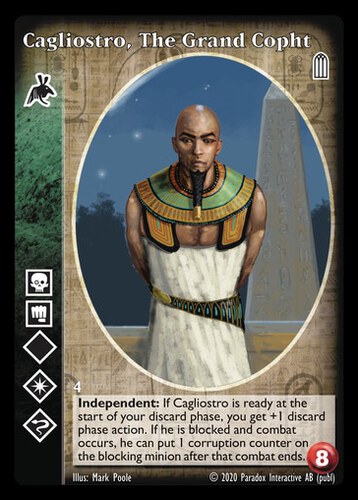 Cagliostro, The Grand Copht
4
Independent: If Cagliostro is ready at the
start of your discard phase, you get +1 discard
phase action. If he is blocked and combat
occurs, he can put 1 corruption counter on
the blocking minion after that combat ends.
8
Illus: Mark Poole
© 2020 Paradox Interactive AB (publ)